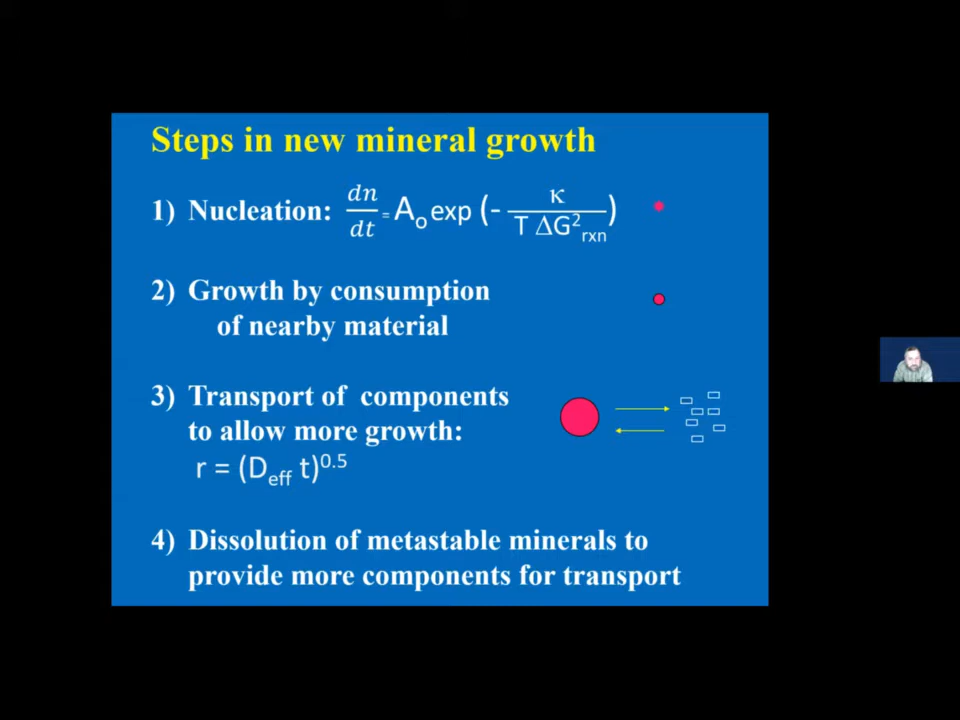 Steps in new mineral growth
1) Nucleation: dn/dt = A₀ exp (- κ / T ΔG²rxn)
2) Growth by consumption
of nearby material
3) Transport of components
to allow more growth:
r = (D_eff t)^0.5
4) Dissolution of metastable minerals to
provide more components for transport